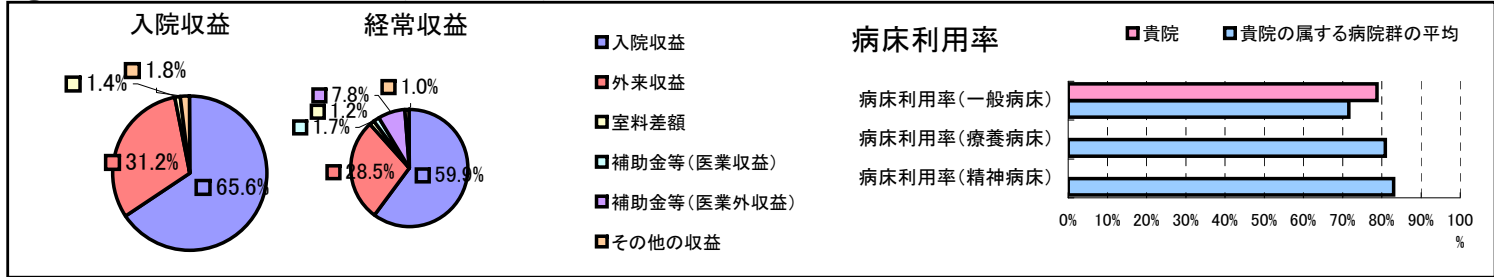 入院収益
1.8%
1.4%
31.2%
65.6%
経常収益
7.8%
1.0%
1.2%
1.7%
28.5%
59.9%
入院収益
外来収益
室料差額
補助金等(医業収益)
補助金等(医業外収益)
その他の収益
病床利用率
貴院
貴院の属する病院群の平均
病床利用率(一般病床)
病床利用率(療養病床)
病床利用率(精神病床)
0% 10% 20% 30% 40% 50% 60% 70% 80% 90% 100
%